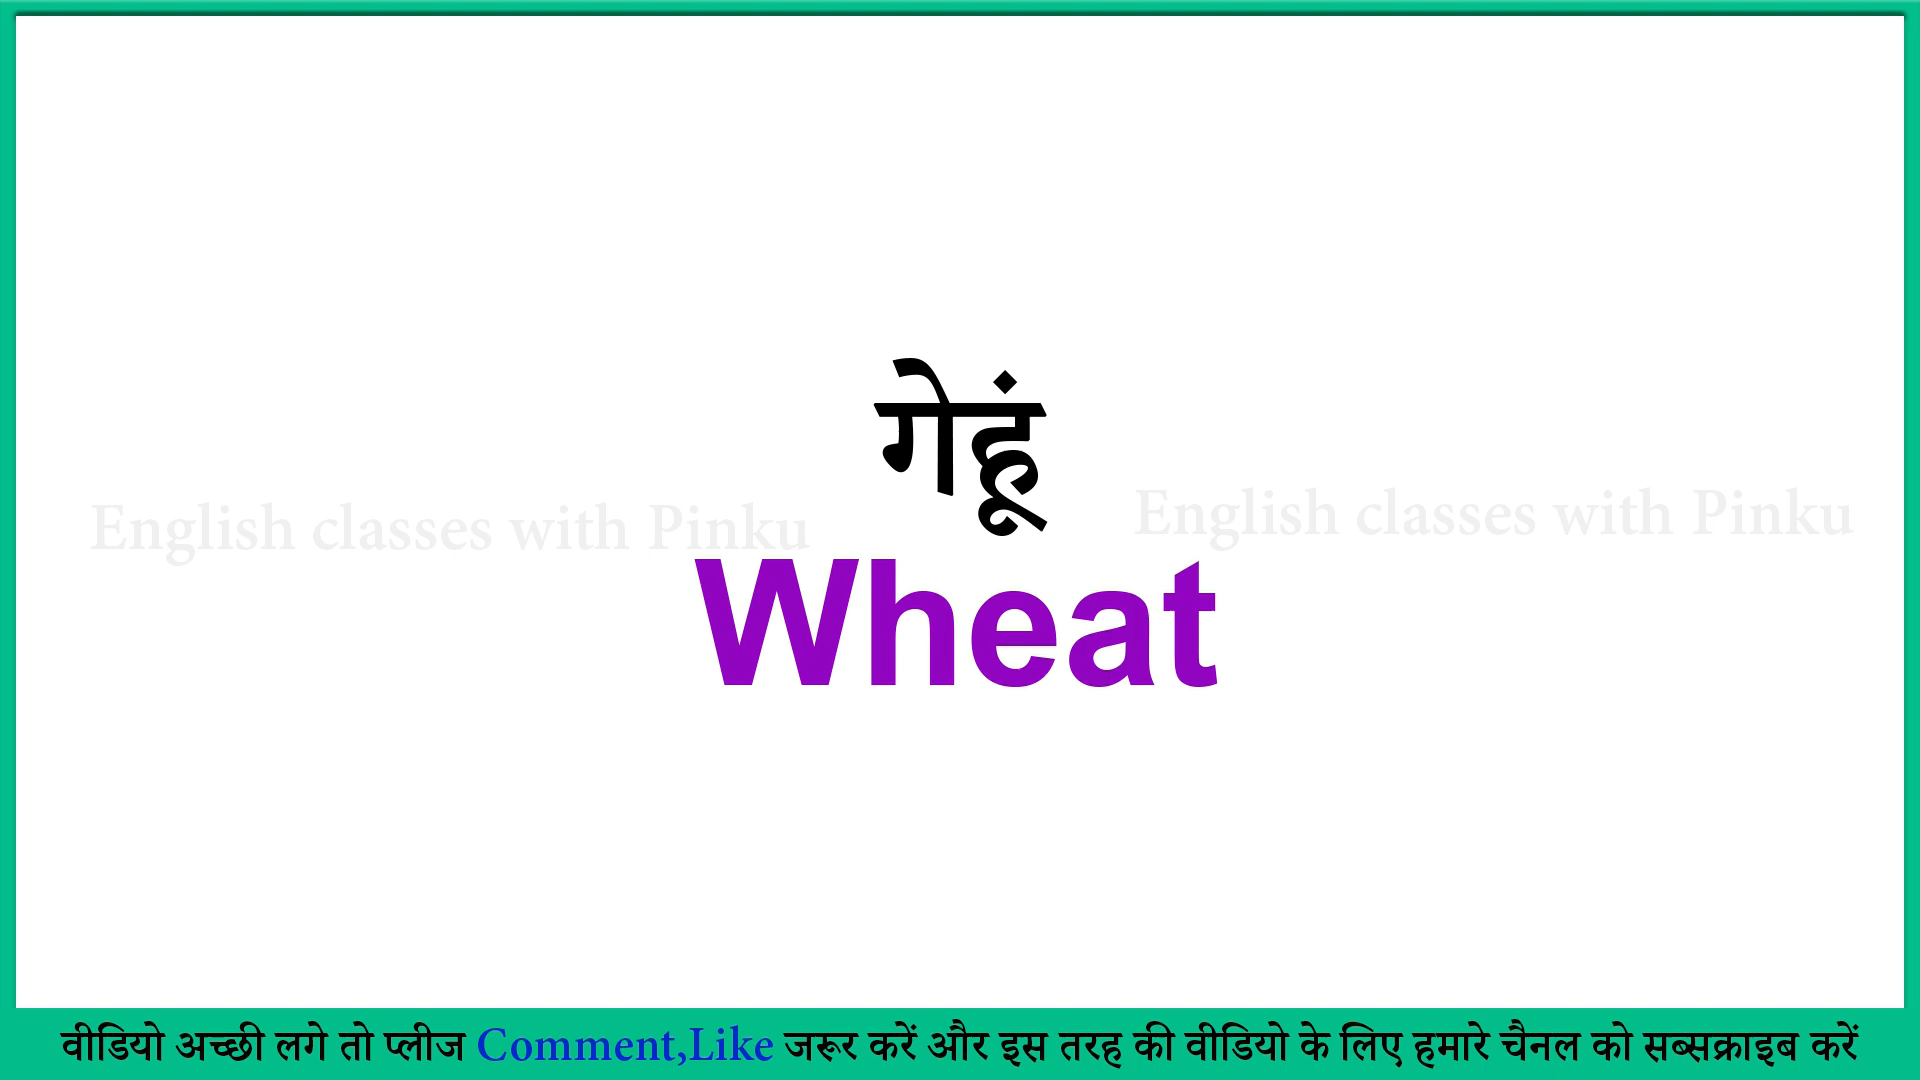 गेहूं
English classes with Pinku English classes with Pinku
Wheat
वीडियो अच्छी लगे तो प्लीज Comment,Like जरूर करें और इस तरह की वीडियो के लिए हमारे चैनल को सब्सक्राइब करें